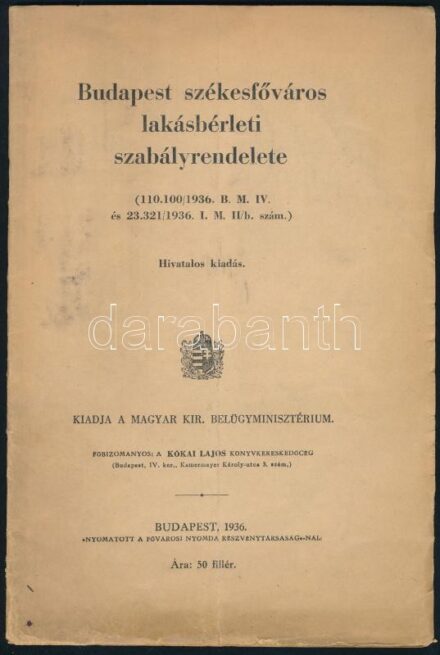 Budapest székesfőváros
lakásbérleti
szabályrendelete
(110.100/1936. B. M. IV.
és 23.321/1936. I. M. II/b. szám.)
Hivatalos kiadás.
darabanth
KIADJA A MAGYAR KIR. BELÜGYMINISZTÉRIUM.
FŐBIZOMÁNYOS: A KÓKAI LAJOS KÖNYVKERESKEDŐCÉG
(Budapest, IV. ker., Kamermayer Károly-utca 3. szám.)
BUDAPEST, 1936.
»NYOMATOTT A FŐVÁROSI NYOMDA RÉSZVÉNYTÁRSASÁG«-NÁL.
Ára: 50 fillér.